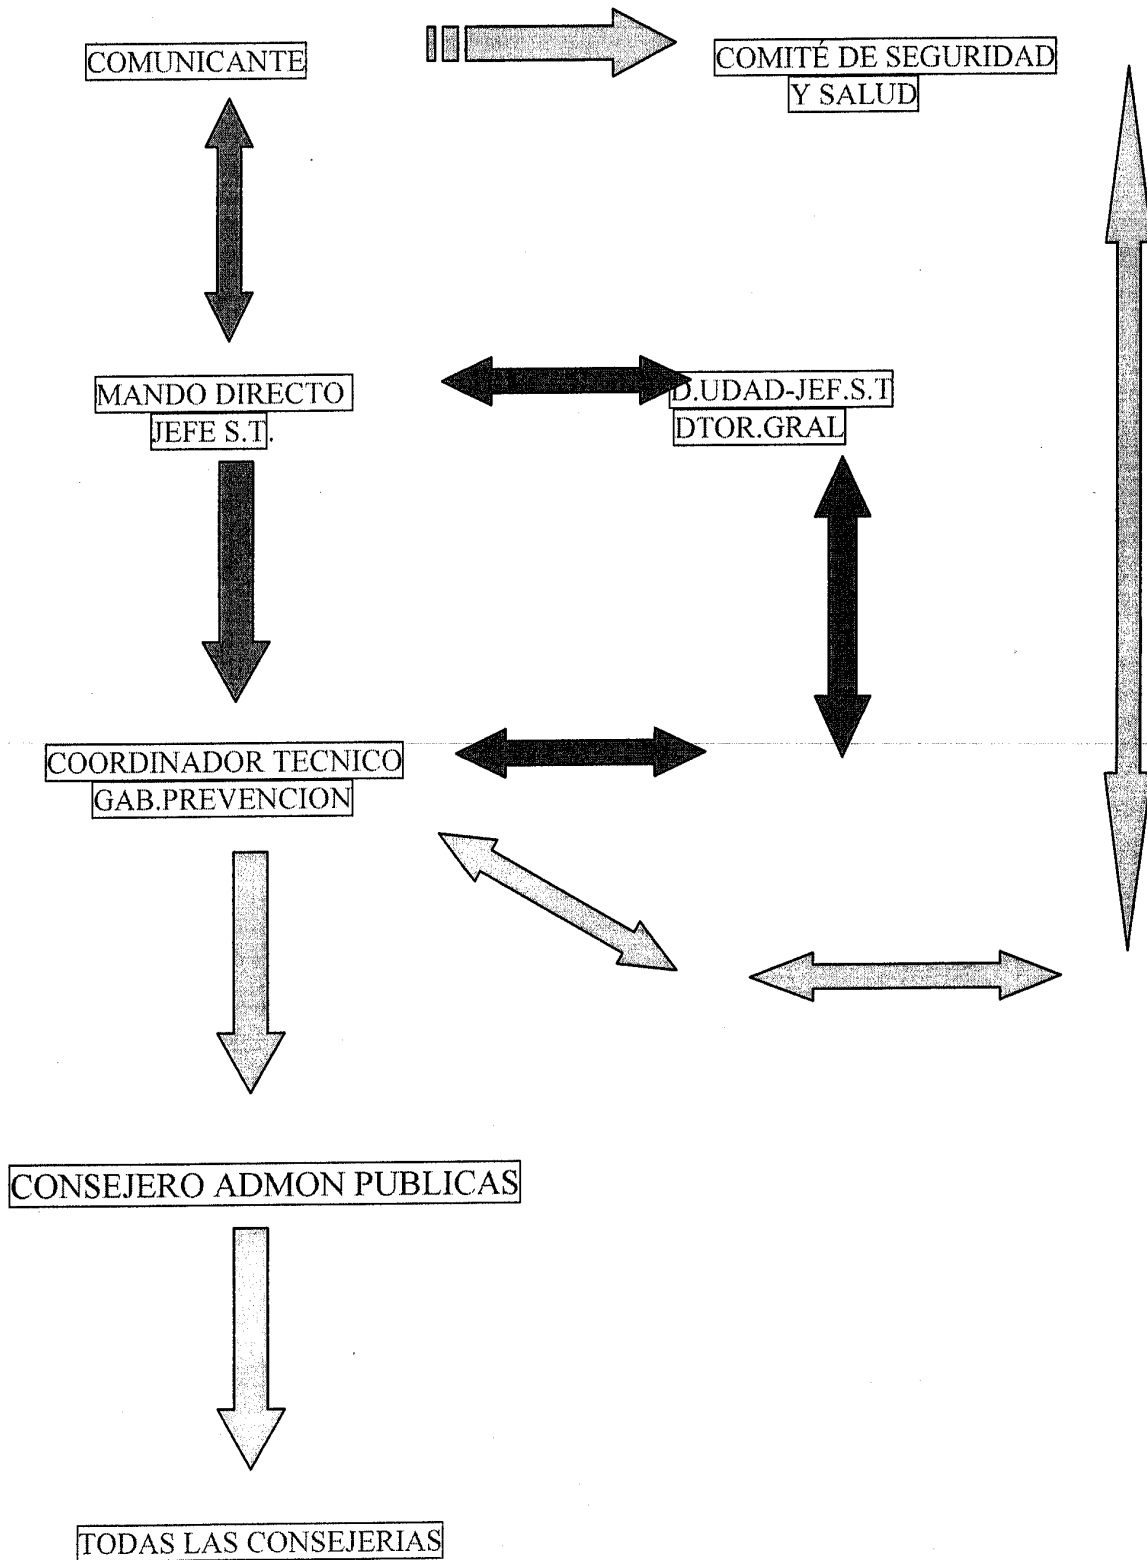 COMUNICANTE
COMITÉ DE SEGURIDAD
Y SALUD
MANDO DIRECTO
JEFE S.T.
D.UDAD-JEF.S.T
DTOR.GRAL
COORDINADOR TECNICO
GAB.PREVENCION
CONSEJERO ADMON PUBLICAS
TODAS LAS CONSEJERIAS